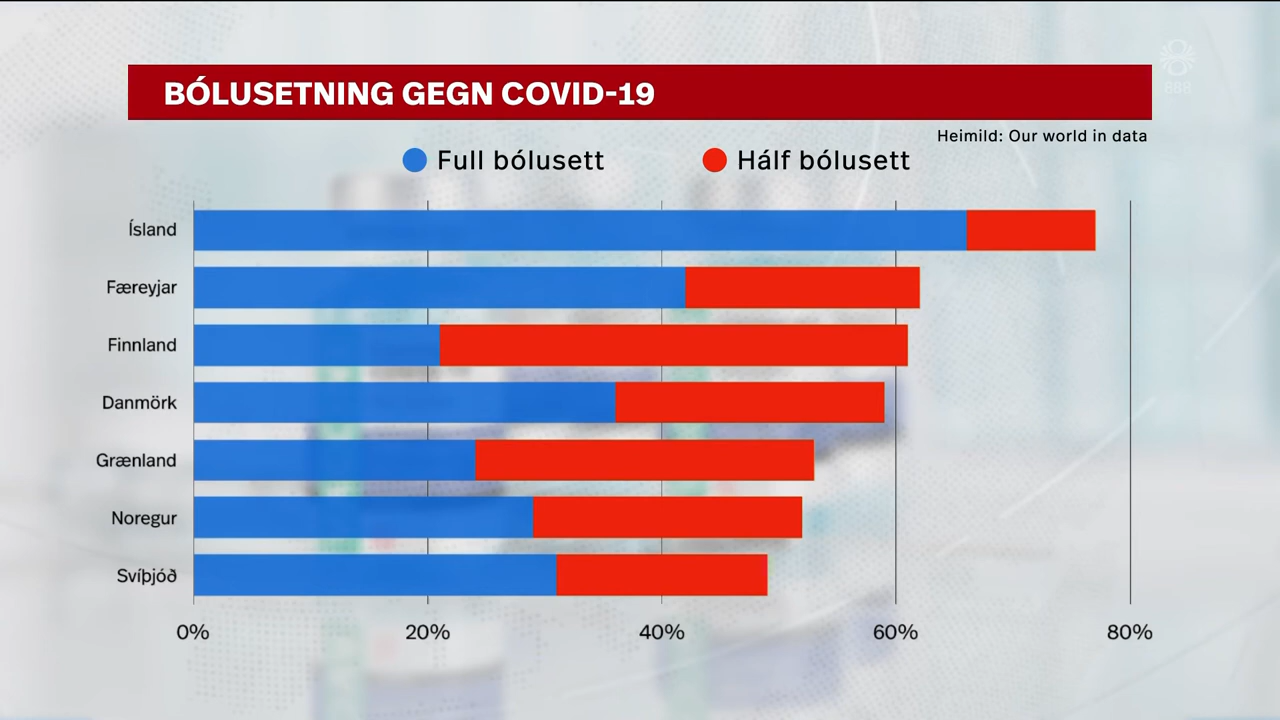 BÓLUSETNING GEGN COVID-19
888
Heimild: Our world in data
Full bólusett
Hálf bólusett
Ísland
Færeyjar
Finnland
Danmörk
Grænland
Noregur
Svíþjóð
0%
20%
40%
60%
80%